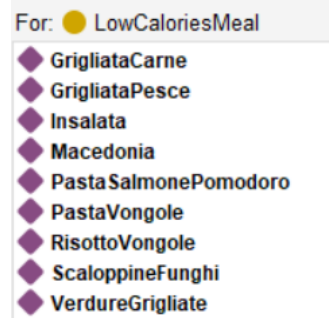 For: LowCaloriesMeal
GrigliataCarne
GrigliataPesce
Insalata
Macedonia
PastaSalmonePomodoro
PastaVongole
RisottoVongole
ScaloppineFunghi
VerdureGrigliate